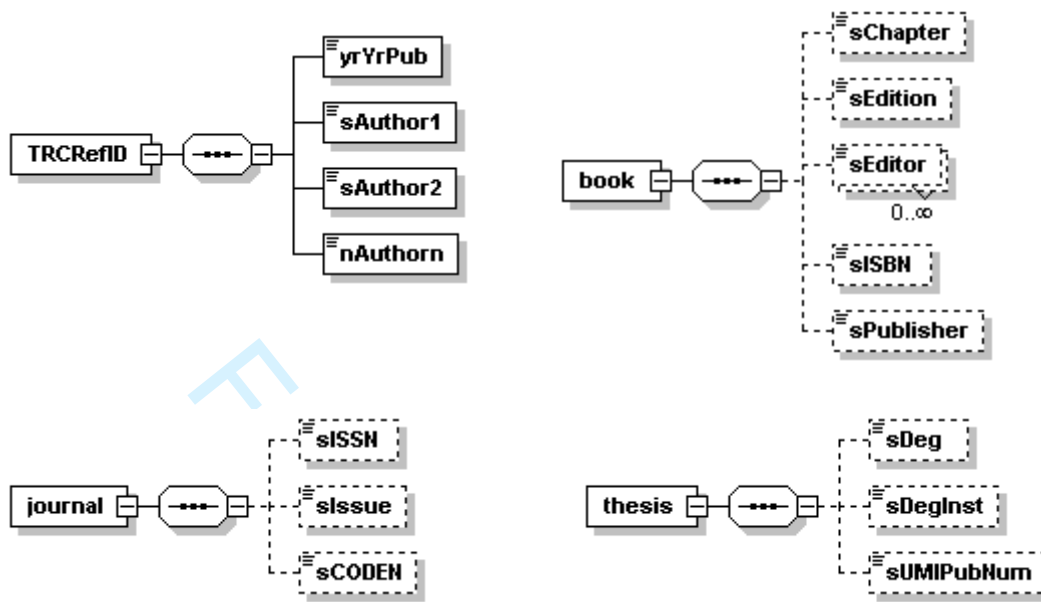 TRCRefID
yrYrPub
sAuthor1
sAuthor2
nAuthorn
book
sChapter
sEdition
sEditor
0..∞
sISBN
sPublisher
F
journal
sISSN
sIssue
sCODEN
thesis
sDeg
sDegInst
sUMIPubNum